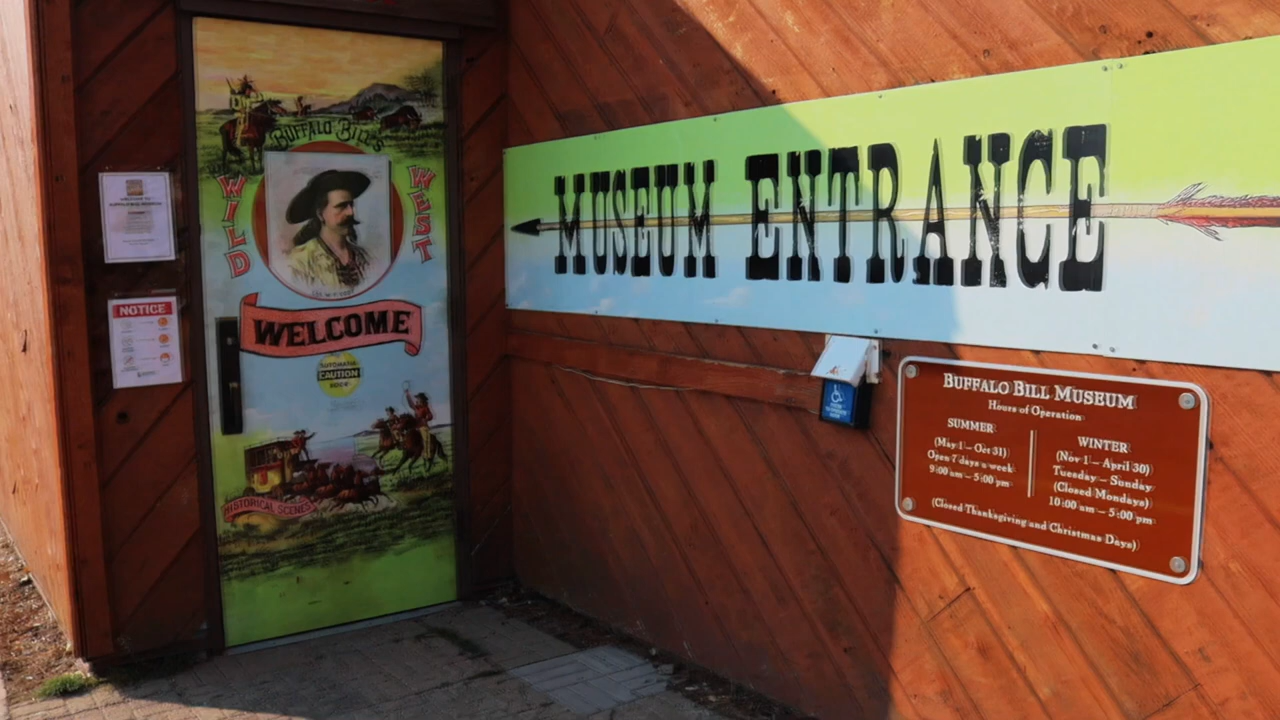 BUFFALO BILL'S
WILD
WEST
WELCOME
AUTOMATIC
CAUTION
DOOR
HISTORICAL SCENES
NOTICE
MUSEUM ENTRANCE
BUFFALO BILL MUSEUM
Hours of Operation
SUMMER
(May 1 – Oct 31)
Open 7 days a week
9:00 am – 5:00 pm
WINTER
(Nov 1 – April 30)
Tuesday – Sunday
(Closed Mondays)
10:00 am – 5:00 pm
(Closed Thanksgiving and Christmas Days)